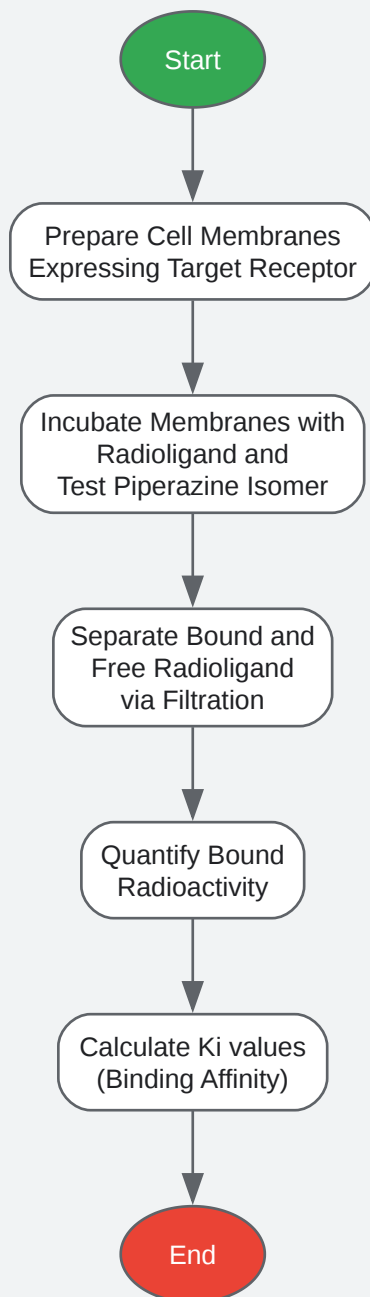 Start
Prepare Cell Membranes
Expressing Target Receptor
Incubate Membranes with
Radioligand and
Test Piperazine Isomer
Separate Bound and
Free Radioligand
via Filtration
Quantify Bound
Radioactivity
Calculate Ki values
(Binding Affinity)
End